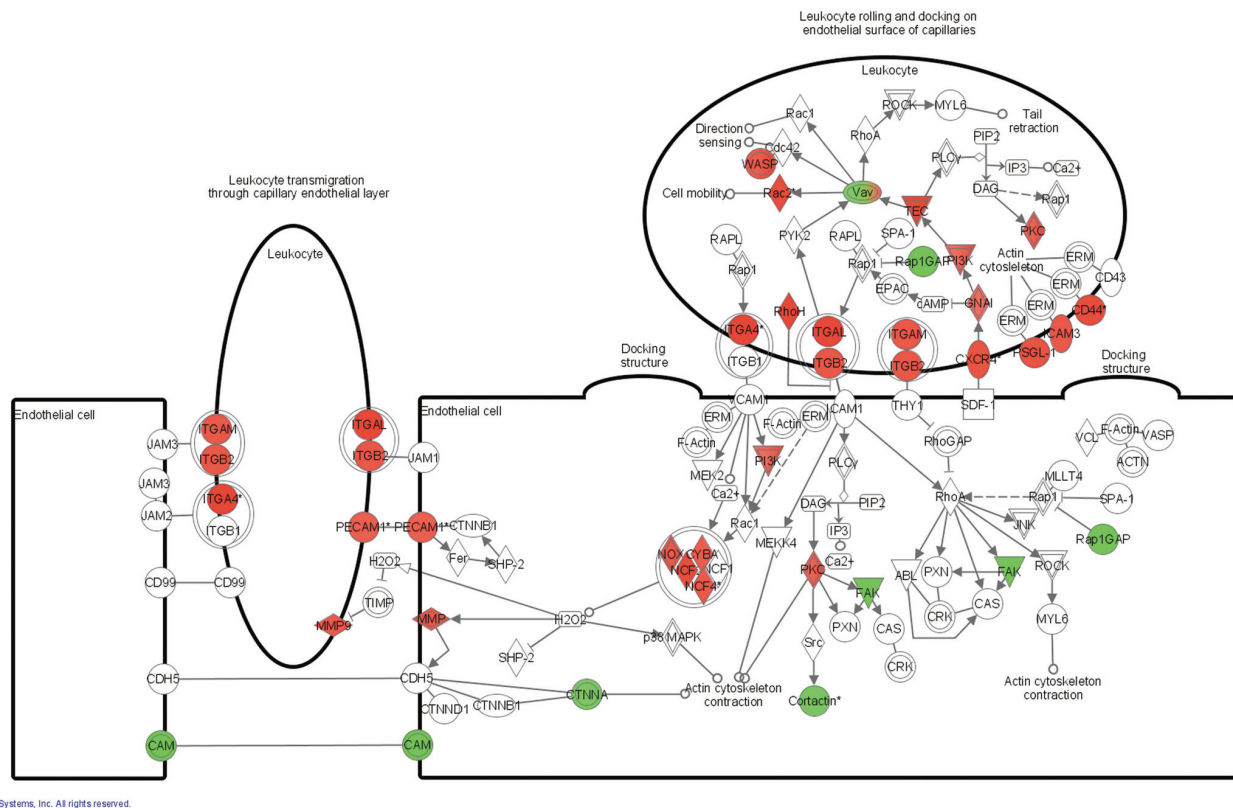 Leukocyte rolling and docking on
endothelial surface of capillaries
Leukocyte
Rac1
ROCK
MYL6
Tail
retraction
Direction
sensing
Cdc42
RhoA
WASP
PIP2
PLCγ
IP3
Ca2+
DAG
Rap1
Cell mobility
Rac2*
Vav
TEC
PKC
Leukocyte transmigration
through capillary endothelial layer
Leukocyte
RAPL
Rap1
PYK2
RAPL
SPA-1
Rap1
Rap1GAP
PI3K
Actin
cytosleleton
ERM
CD43
ERM
EPAC
cAMP
GNAI
ERM
CD44*
RhoH
ERM
ICAM3
PSGL-1
ITGA4*
ITGB1
ITGAL
ITGB2
ITGAM
ITGB2
CXCR4*
Docking
structure
Docking
structure
Endothelial cell
Endothelial cell
VCAM1
ICAM1
THY1
SDF-1
ITGAM
ITGB2
ITGAL
ITGB2
JAM3
JAM1
JAM3
JAM2
ITGA4*
ITGB1
ERM
F-Actin
MEK2
Ca2+
PI3K
F-Actin
ERM
Rac1
PLCγ
DAG
PIP2
IP3
Ca2+
RhoGAP
VCL
F-Actin
VASP
ACTN
MLLT4
RhoA
Rap1
SPA-1
JNK
Rap1GAP
PECAM1*
PECAM1*
CTNNB1
Fer
SHP-2
H2O2
MEKK4
NOX
CYBA
NCF1
NCF4*
PKC
FAK
ABL
PXN
FAK
ROCK
CD99
CD99
TIMP
MMP9
MMP
H2O2
SHP-2
p38 MAPK
CRK
CAS
MYL6
PXN
CAS
Src
CRK
CDH5
CDH5
CTNND1
CTNNB1
CTNNA
Actin cytoskeleton
contraction
Cortactin*
Actin cytoskeleton
contraction
CAM
CAM
Systems, Inc. All rights reserved.